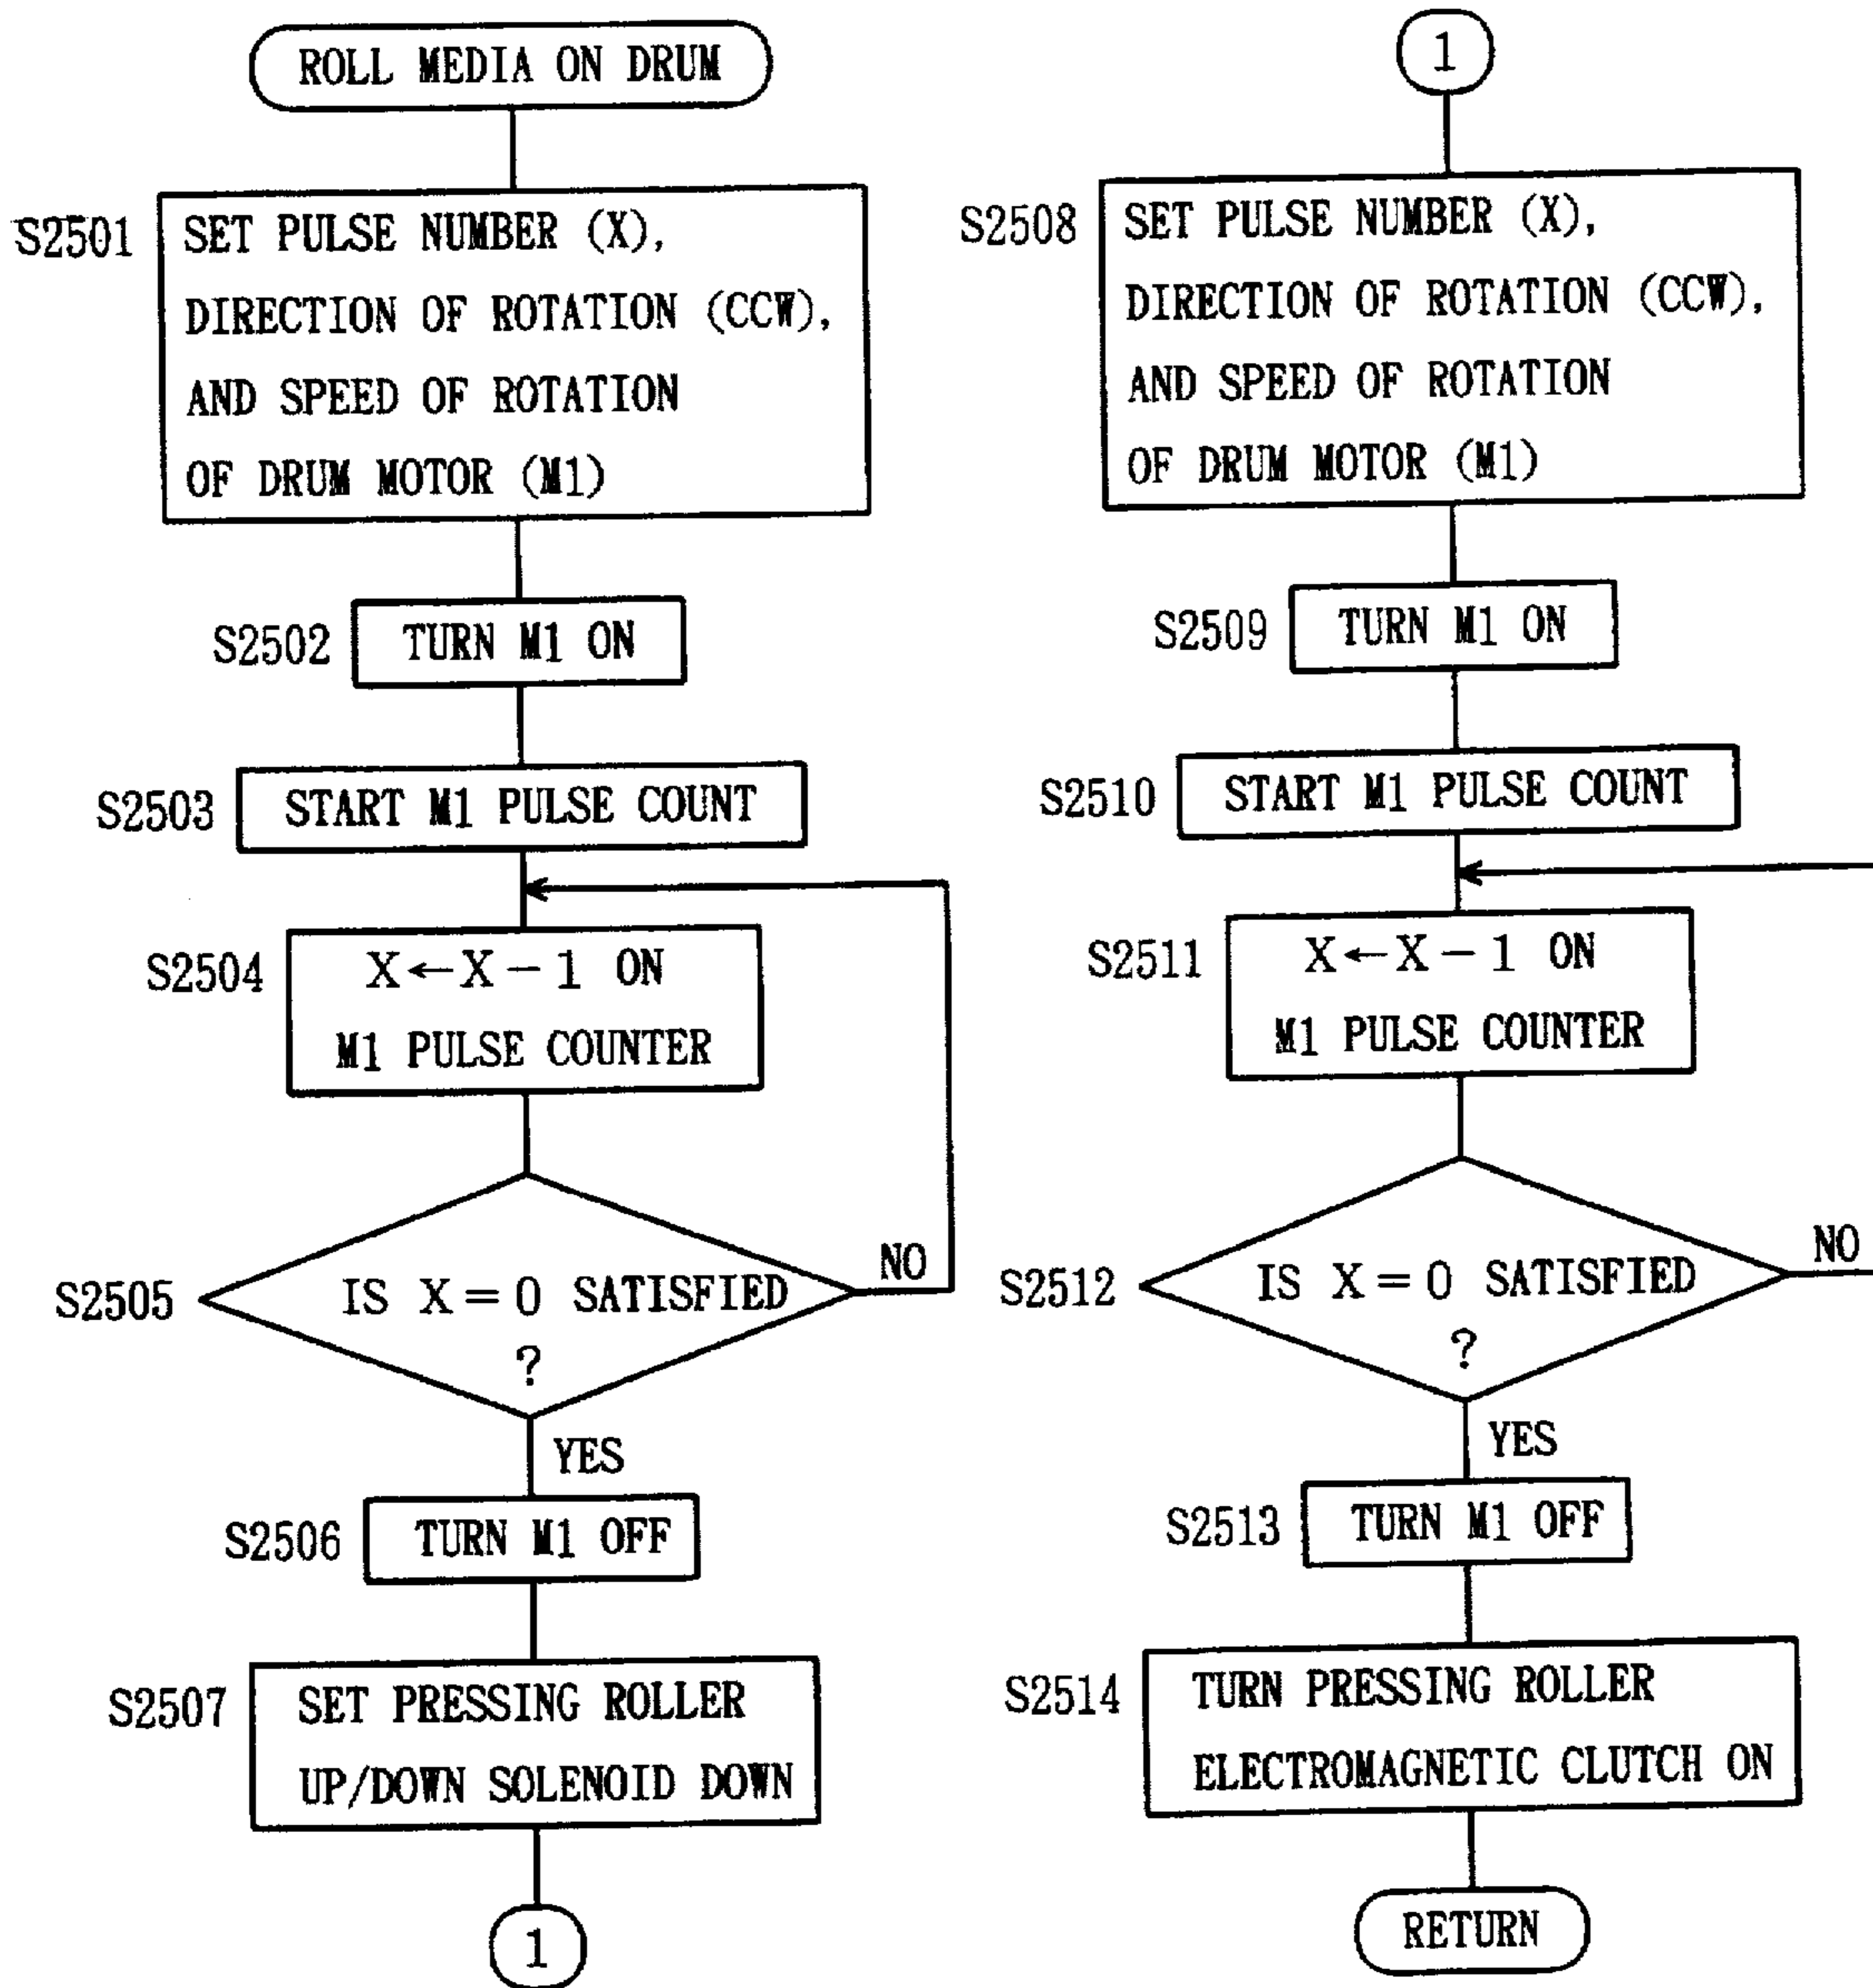 ROLL MEDIA ON DRUM
S2501
SET PULSE NUMBER (X),
DIRECTION OF ROTATION (CCW),
AND SPEED OF ROTATION
OF DRUM MOTOR (M1)
S2502
TURN M1 ON
S2503
START M1 PULSE COUNT
S2504
X←X-1 ON
M1 PULSE COUNTER
S2505
IS X=0 SATISFIED
?
NO
YES
S2506
TURN M1 OFF
S2507
SET PRESSING ROLLER
UP/DOWN SOLENOID DOWN
1
1
S2508
SET PULSE NUMBER (X),
DIRECTION OF ROTATION (CCW),
AND SPEED OF ROTATION
OF DRUM MOTOR (M1)
S2509
TURN M1 ON
S2510
START M1 PULSE COUNT
S2511
X←X-1 ON
M1 PULSE COUNTER
S2512
IS X=0 SATISFIED
?
NO
YES
S2513
TURN M1 OFF
S2514
TURN PRESSING ROLLER
ELECTROMAGNETIC CLUTCH ON
RETURN